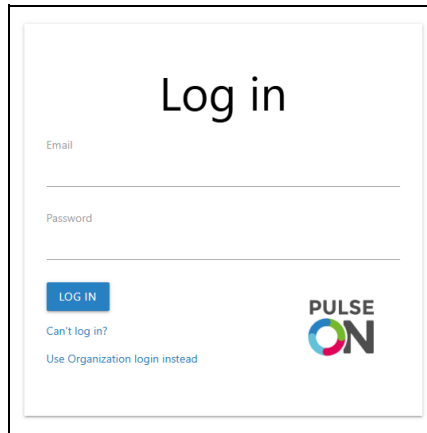 Log in
Email
Password
LOG IN
PULSE
ON
Can't log in?
Use Organization login instead